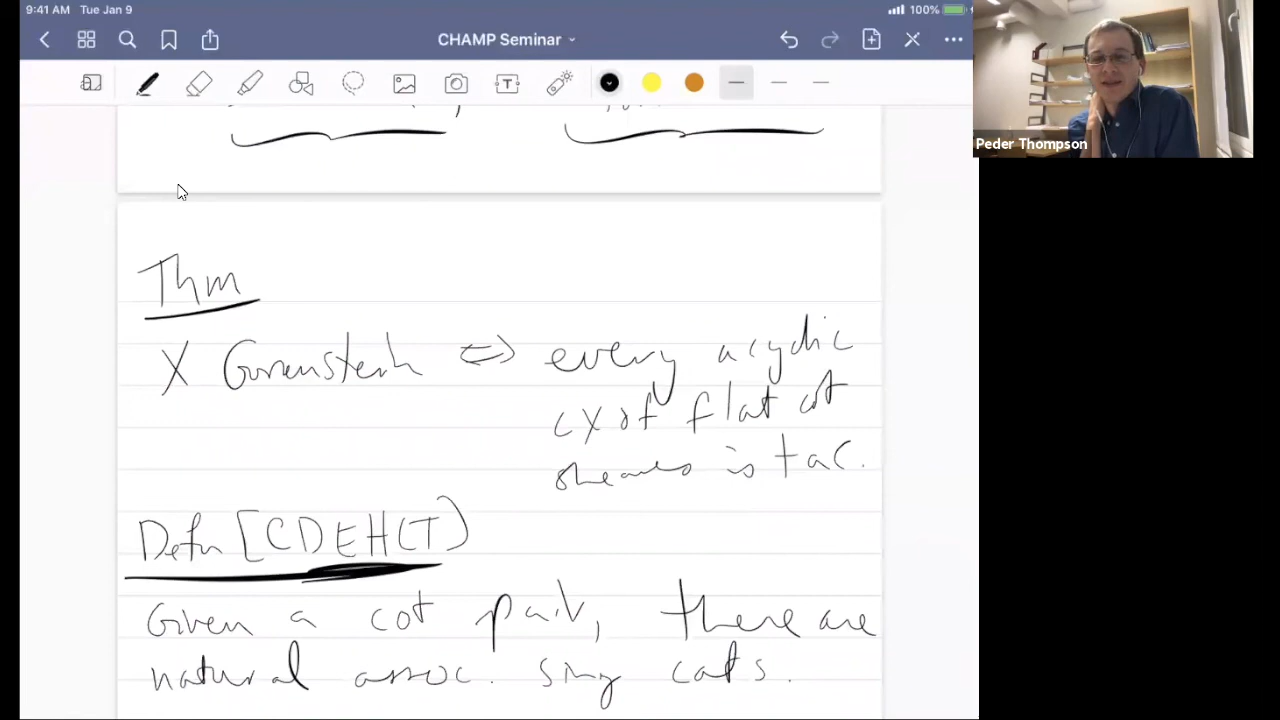 9:41 AM Tue Jan 9
100%
CHAMP Seminar
Peder Thompson
Thm
X Gorenstein ⇔ every acyclic
cx of flat cot
sheaves is tac.
Defn [CDEHIT]
Given a cot pair, there are
natural assoc. sing cats.